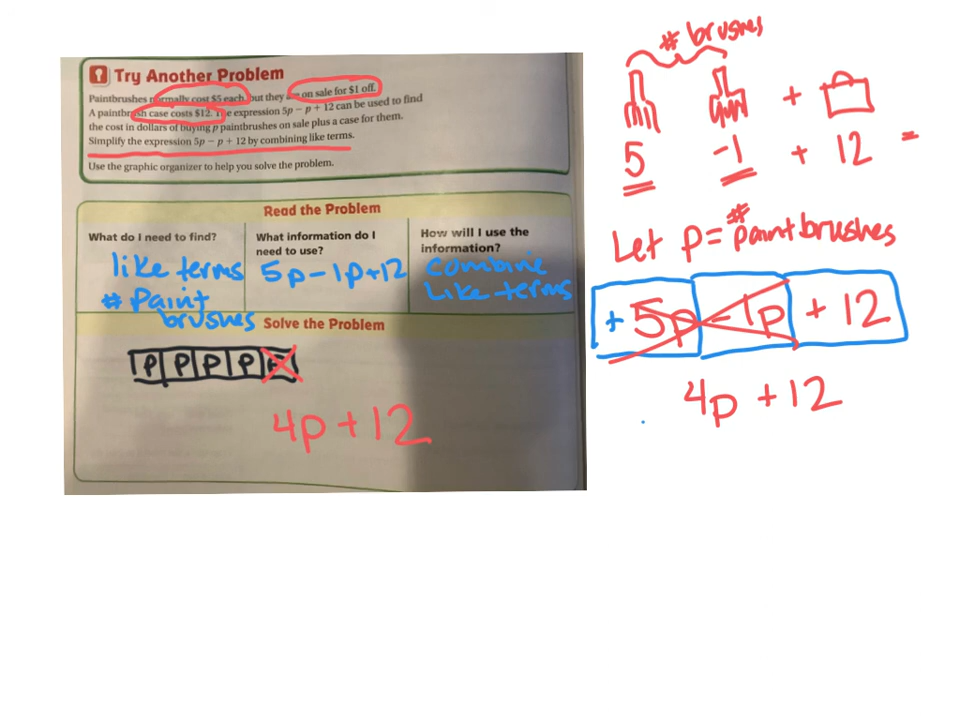 Try Another Problem
Paintbrushes normally cost $5 each, but they are on sale for $1 off.
A paintbrush case costs $12. The expression 5p − p + 12 can be used to find
the cost in dollars of buying p paintbrushes on sale plus a case for them.
Simplify the expression 5p − p + 12 by combining like terms.
Use the graphic organizer to help you solve the problem.
Read the Problem
What do I need to find?
like terms
# Paint
brushes
What information do I
need to use?
5p − 1p + 12
How will I use the
information?
combine
Like terms
Solve the Problem
P P P P
4p + 12
# brushes
+
5 -1 + 12 =
Let p = # paintbrushes
+ 5p − 1p + 12
4p + 12